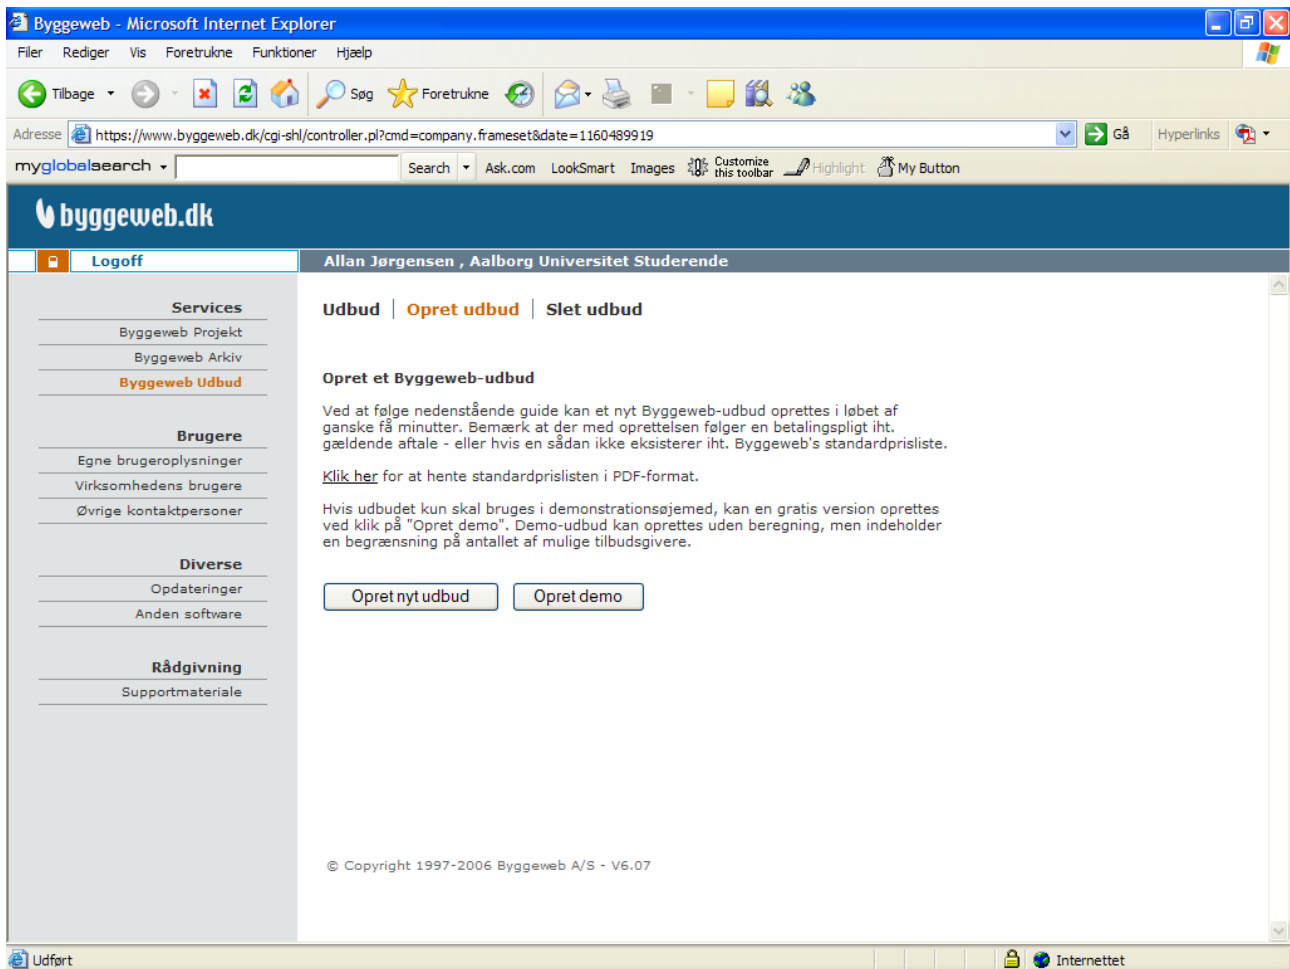 Byggeweb - Microsoft Internet Explorer
Filer Rediger Vis Foretrukne Funktioner Hjælp
Tilbage Søg Foretrukne
Adresse https://www.byggeweb.dk/cgi-shl/controller.pl?cmd=company.frameset&date=1160489919 Gå Hyperlinks
myglobalsearch Search Ask.com LookSmart Images Customize this toolbar Highlight My Button
byggeweb.dk
Logoff Allan Jørgensen , Aalborg Universitet Studerende
Services
Byggeweb Projekt
Byggeweb Arkiv
Byggeweb Udbud
Brugere
Egne brugeroplysninger
Virksomhedens brugere
Øvrige kontaktpersoner
Diverse
Opdateringer
Anden software
Rådgivning
Supportmateriale
Udbud | Opret udbud | Slet udbud
Opret et Byggeweb-udbud
Ved at følge nedenstående guide kan et nyt Byggeweb-udbud oprettes i løbet af
ganske få minutter. Bemærk at der med oprettelsen følger en betalingspligt iht.
gældende aftale - eller hvis en sådan ikke eksisterer iht. Byggeweb's standardprisliste.
Klik her for at hente standardprislisten i PDF-format.
Hvis udbudet kun skal bruges i demonstrationsøjemed, kan en gratis version oprettes
ved klik på "Opret demo". Demo-udbud kan oprettes uden beregning, men indeholder
en begrænsning på antallet af mulige tilbudsgivere.
Opret nyt udbud Opret demo
© Copyright 1997-2006 Byggeweb A/S - V6.07
Udført Internettet